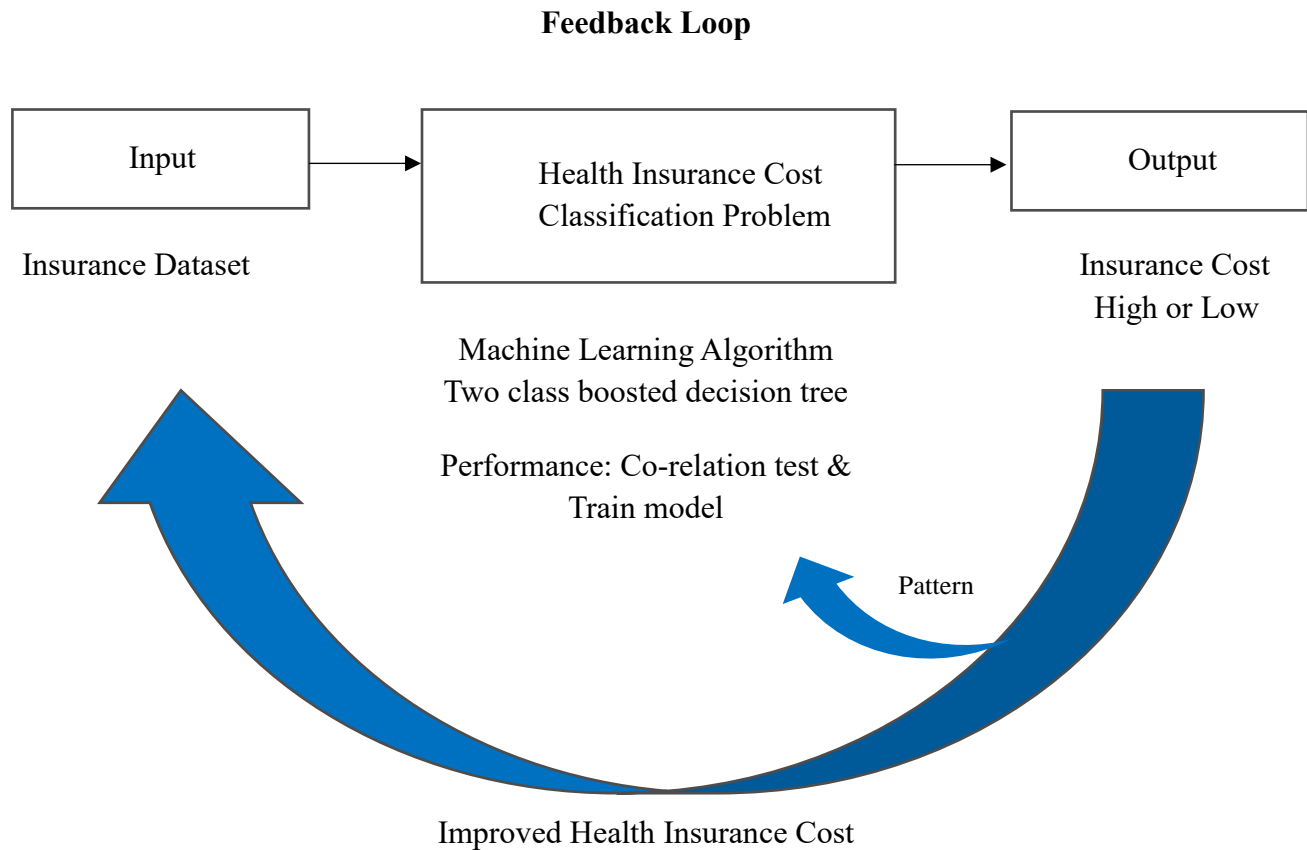 Feedback Loop
Input
Health Insurance Cost
Classification Problem
Output
Insurance Dataset
Insurance Cost
High or Low
Machine Learning Algorithm
Two class boosted decision tree
Performance: Co-relation test &
Train model
Pattern
Improved Health Insurance Cost